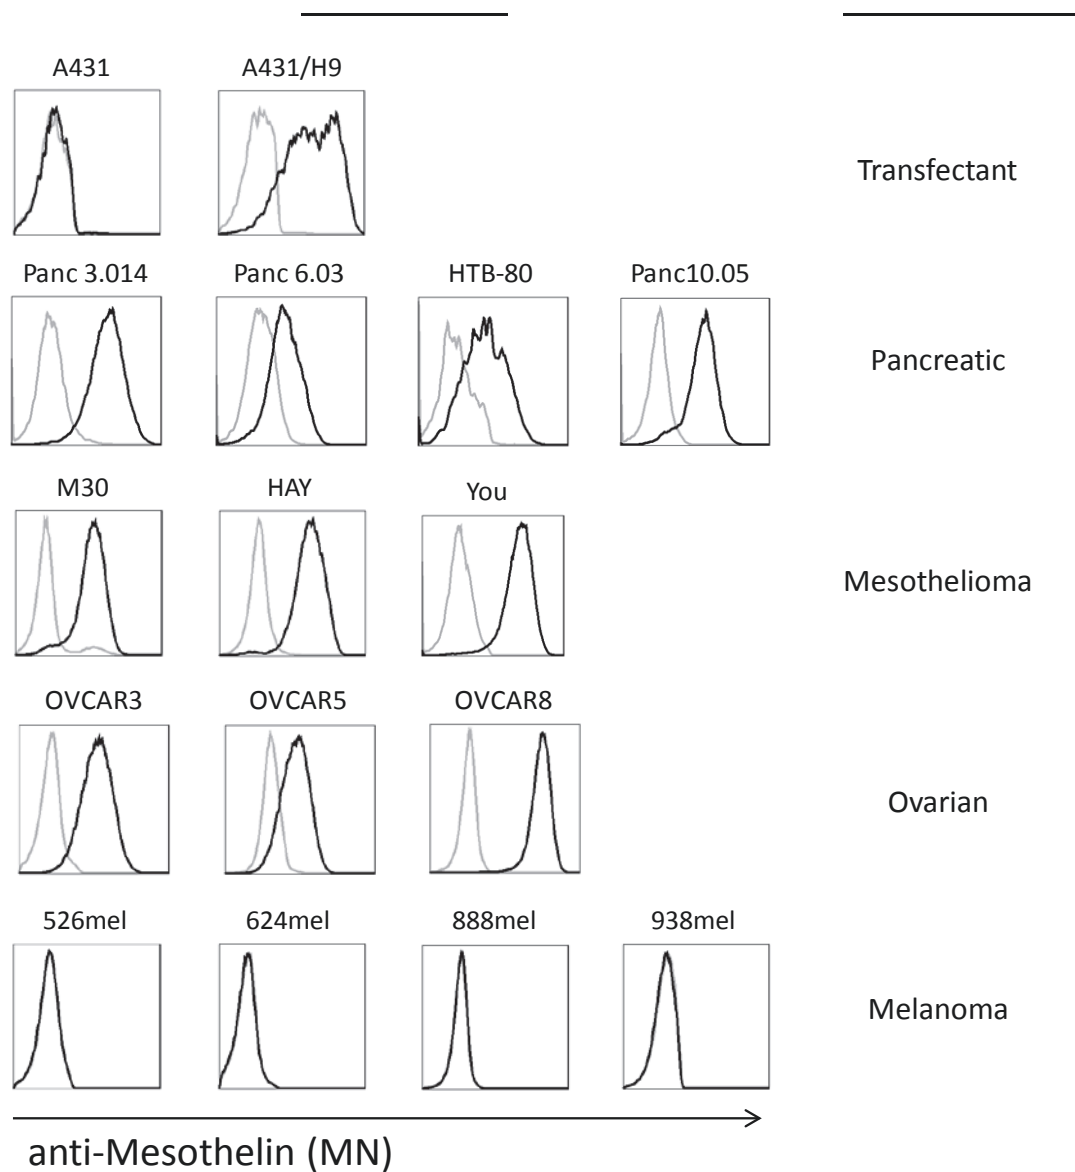 A431 A431/H9
Transfectant
Panc 3.014 Panc 6.03 HTB-80 Panc10.05
Pancreatic
M30 HAY You
Mesothelioma
OVCAR3 OVCAR5 OVCAR8
Ovarian
526mel 624mel 888mel 938mel
Melanoma
anti-Mesothelin (MN)